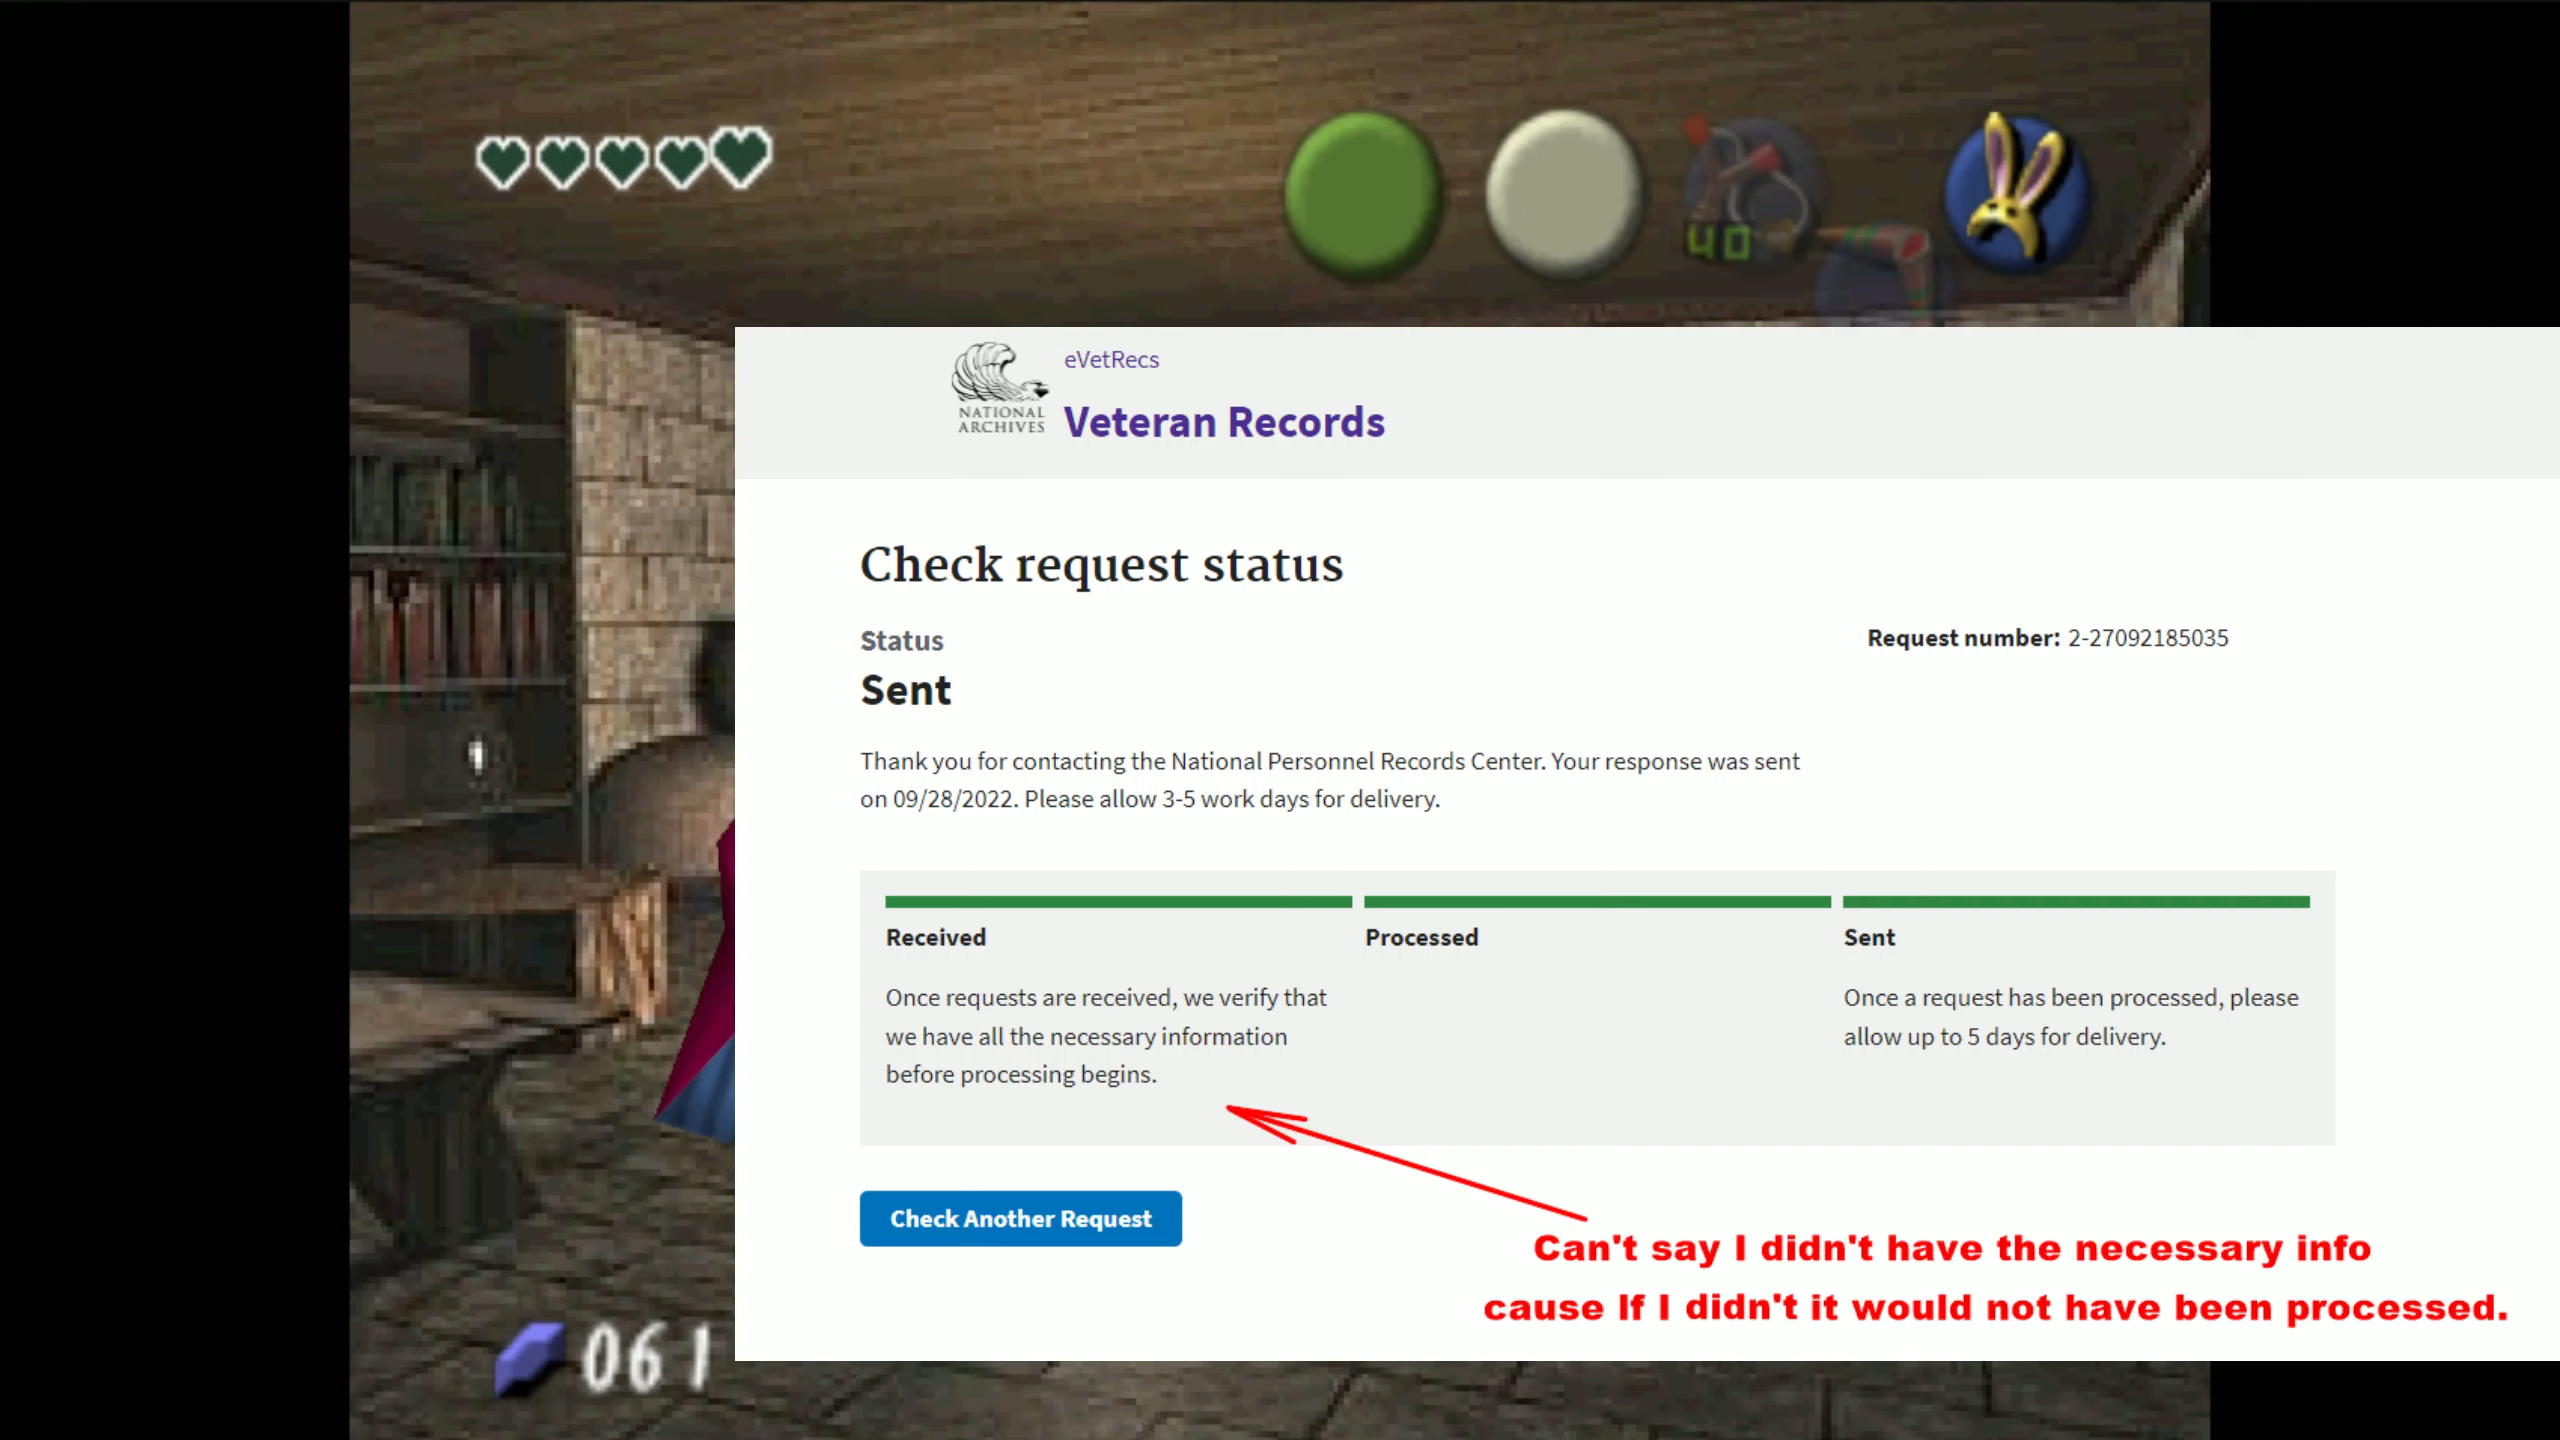 40
eVetRecs
NATIONAL
ARCHIVES
Veteran Records
Check request status
Status
Request number: 2-27092185035
Sent
Thank you for contacting the National Personnel Records Center. Your response was sent
on 09/28/2022. Please allow 3-5 work days for delivery.
Received
Once requests are received, we verify that
we have all the necessary information
before processing begins.
Processed
Sent
Once a request has been processed, please
allow up to 5 days for delivery.
Check Another Request
Can't say I didn't have the necessary info
cause If I didn't it would not have been processed.
061